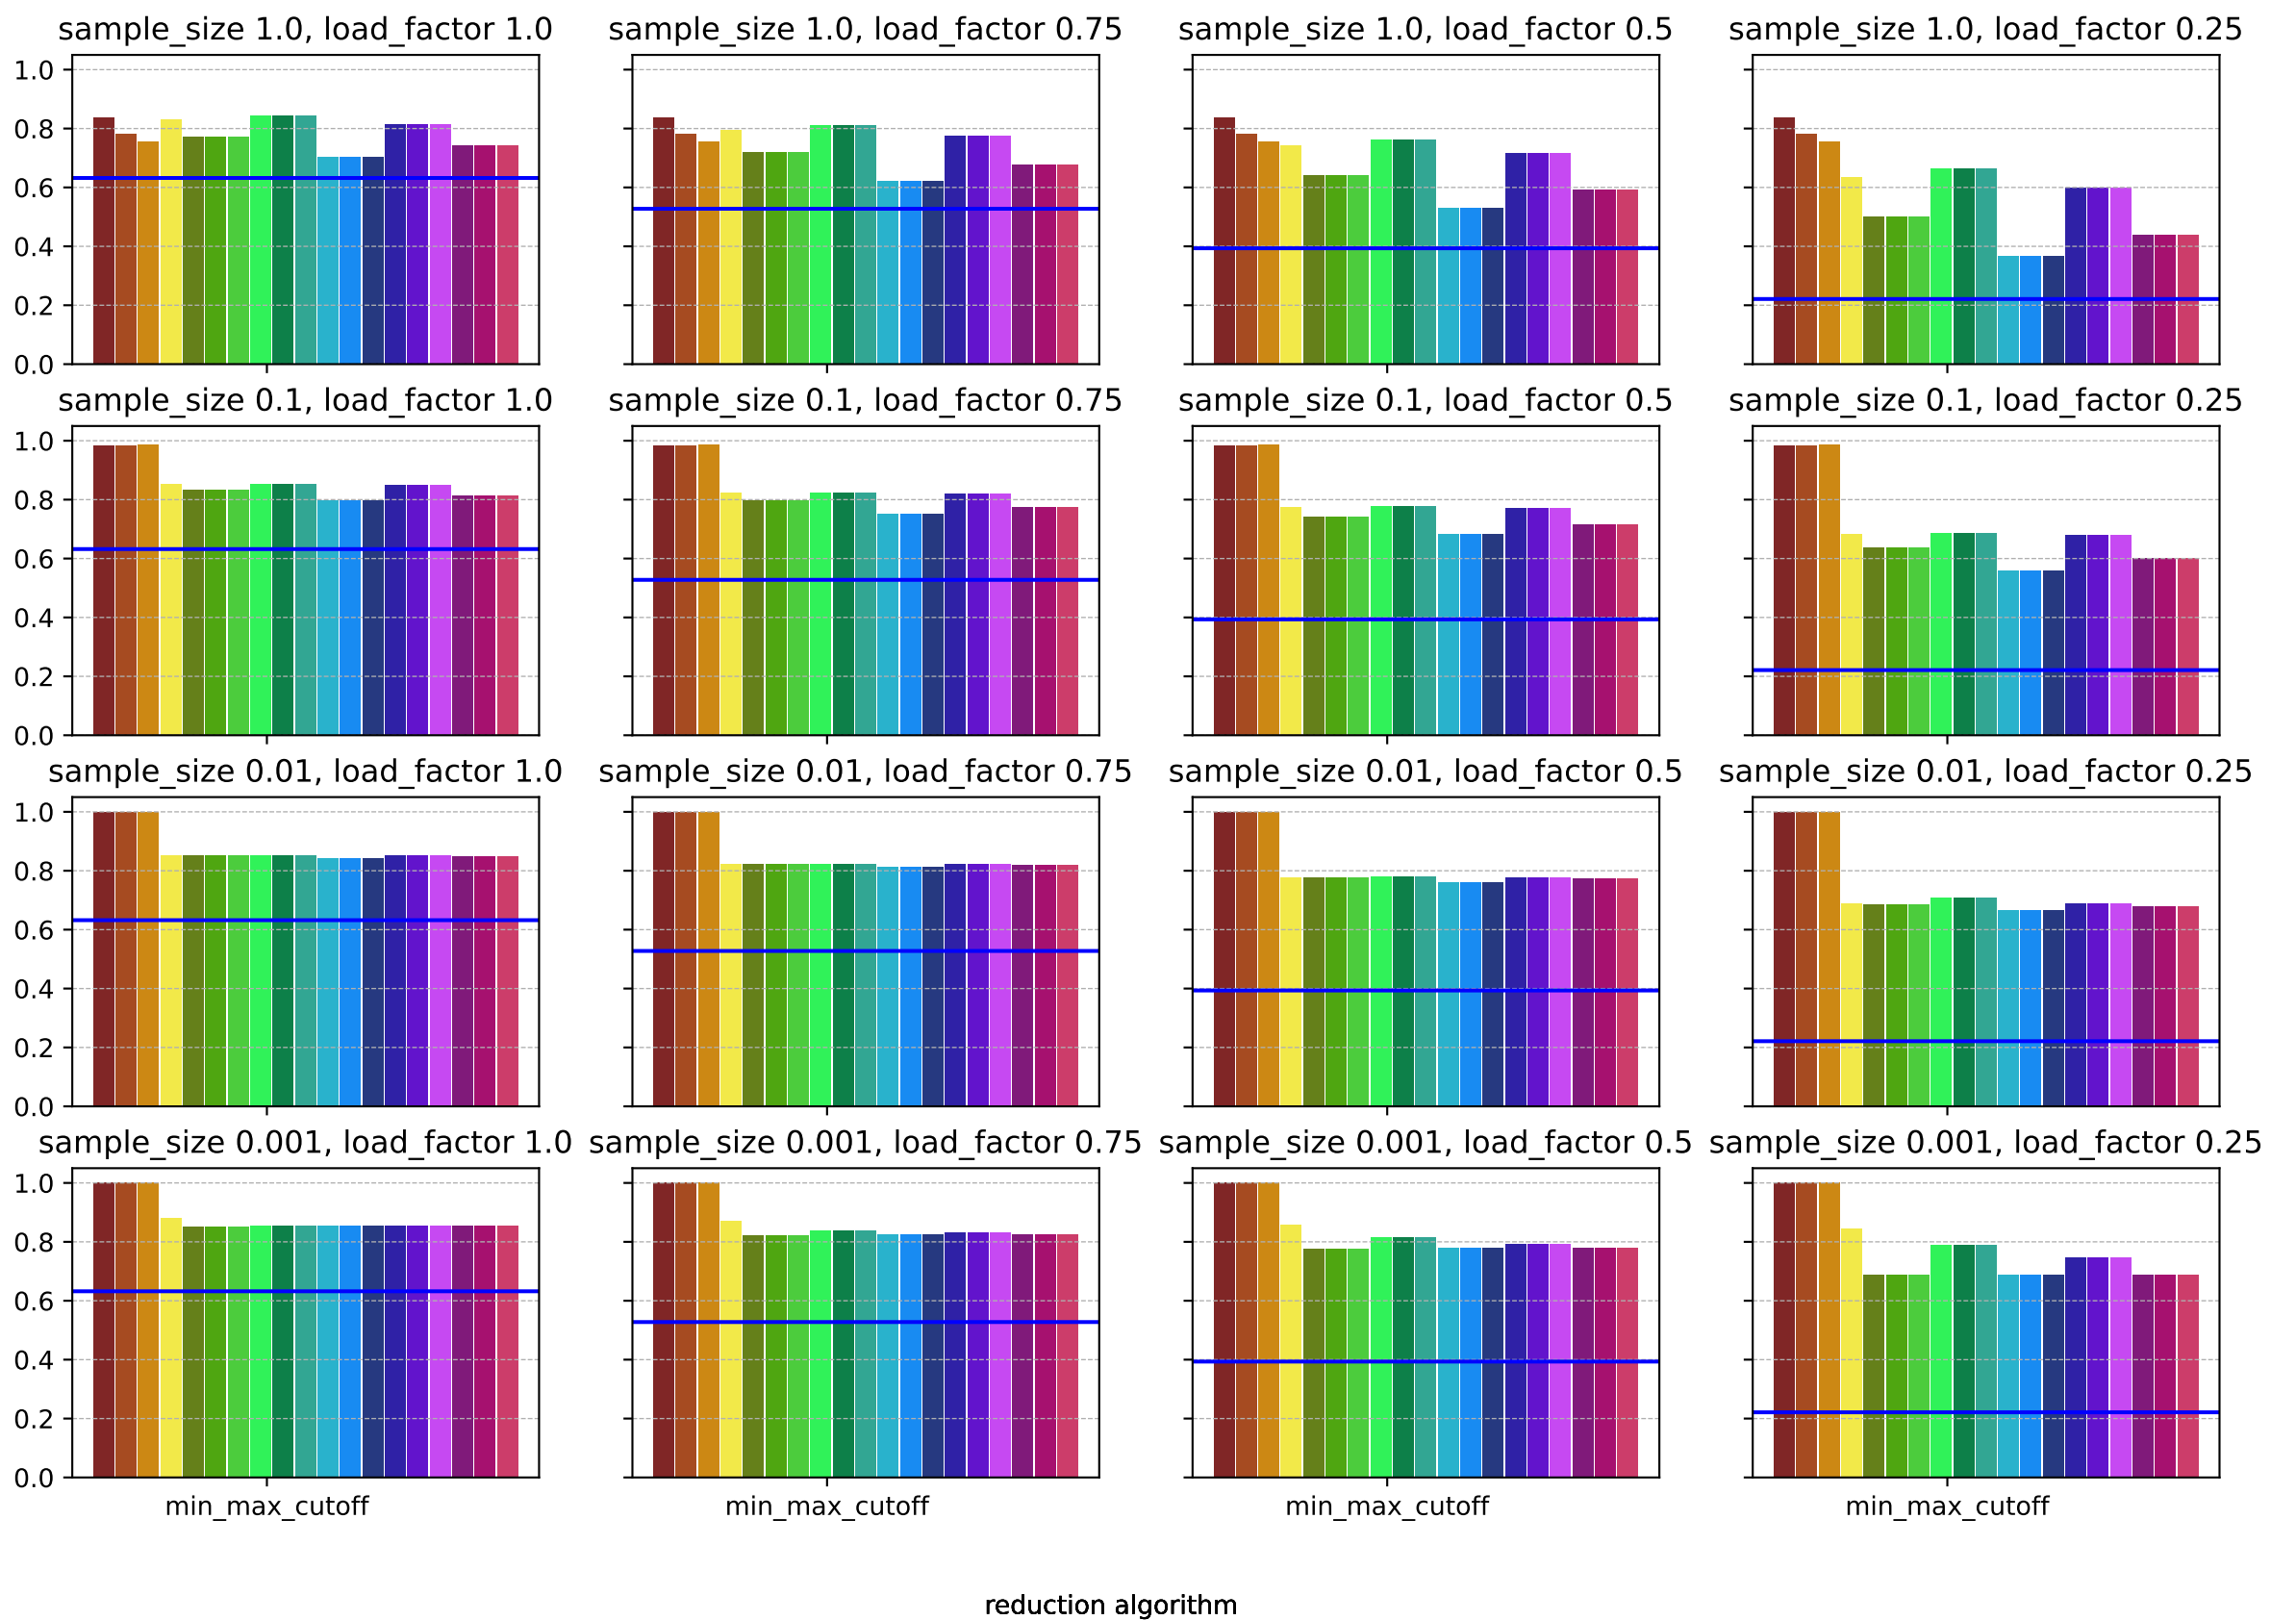 sample_size 1.0, load_factor 1.0
sample_size 1.0, load_factor 0.75
sample_size 1.0, load_factor 0.5
sample_size 1.0, load_factor 0.25
1.0
0.8
0.6
0.4
0.2
0.0
sample_size 0.1, load_factor 1.0
sample_size 0.1, load_factor 0.75
sample_size 0.1, load_factor 0.5
sample_size 0.1, load_factor 0.25
1.0
0.8
0.6
0.4
0.2
0.0
sample_size 0.01, load_factor 1.0
sample_size 0.01, load_factor 0.75
sample_size 0.01, load_factor 0.5
sample_size 0.01, load_factor 0.25
1.0
0.8
0.6
0.4
0.2
0.0
sample_size 0.001, load_factor 1.0
sample_size 0.001, load_factor 0.75
sample_size 0.001, load_factor 0.5
sample_size 0.001, load_factor 0.25
1.0
0.8
0.6
0.4
0.2
0.0
min_max_cutoff
min_max_cutoff
min_max_cutoff
min_max_cutoff
reduction algorithm